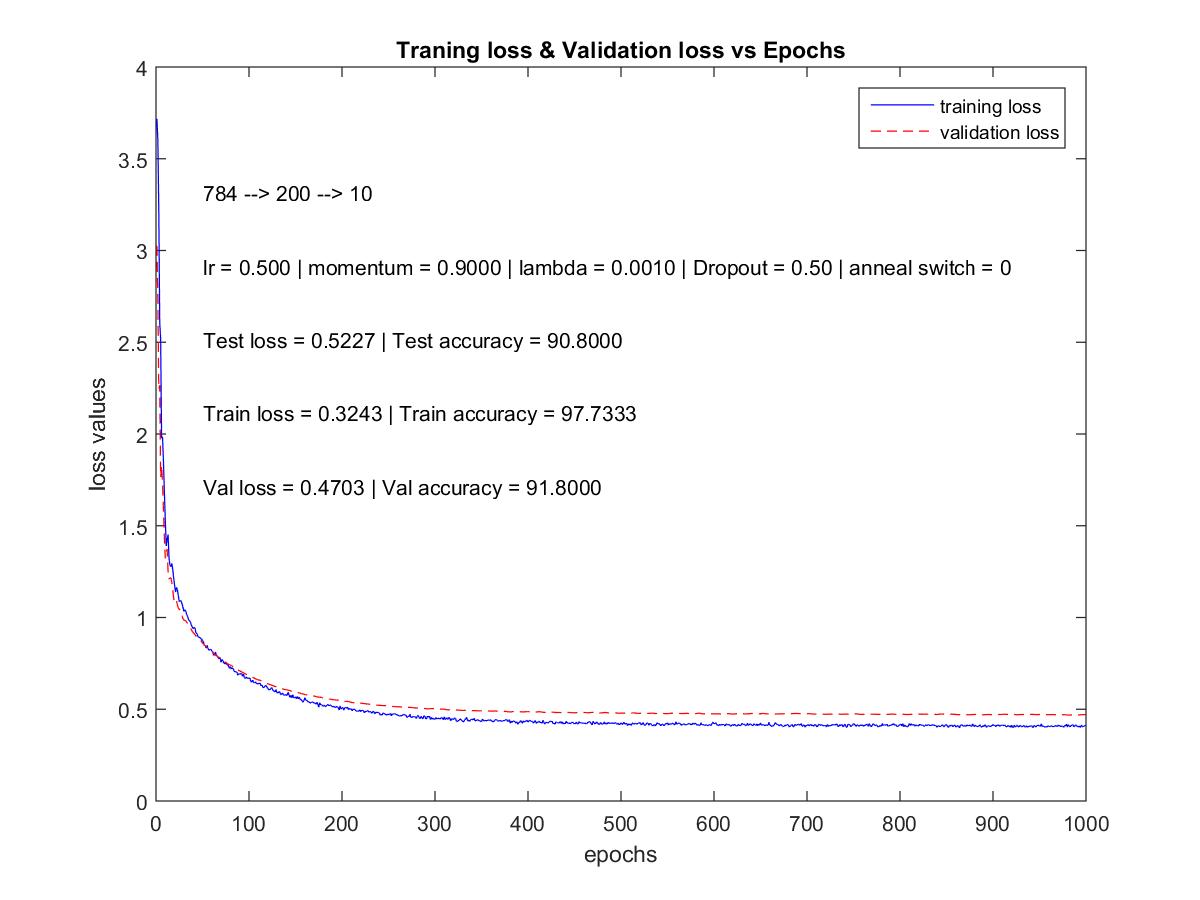 Traning loss & Validation loss vs Epochs
training loss
validation loss
784 --> 200 --> 10
lr = 0.500 | momentum = 0.9000 | lambda = 0.0010 | Dropout = 0.50 | anneal switch = 0
Test loss = 0.5227 | Test accuracy = 90.8000
Train loss = 0.3243 | Train accuracy = 97.7333
Val loss = 0.4703 | Val accuracy = 91.8000
loss values
4
3.5
3
2.5
2
1.5
1
0.5
0
0 100 200 300 400 500 600 700 800 900 1000
epochs